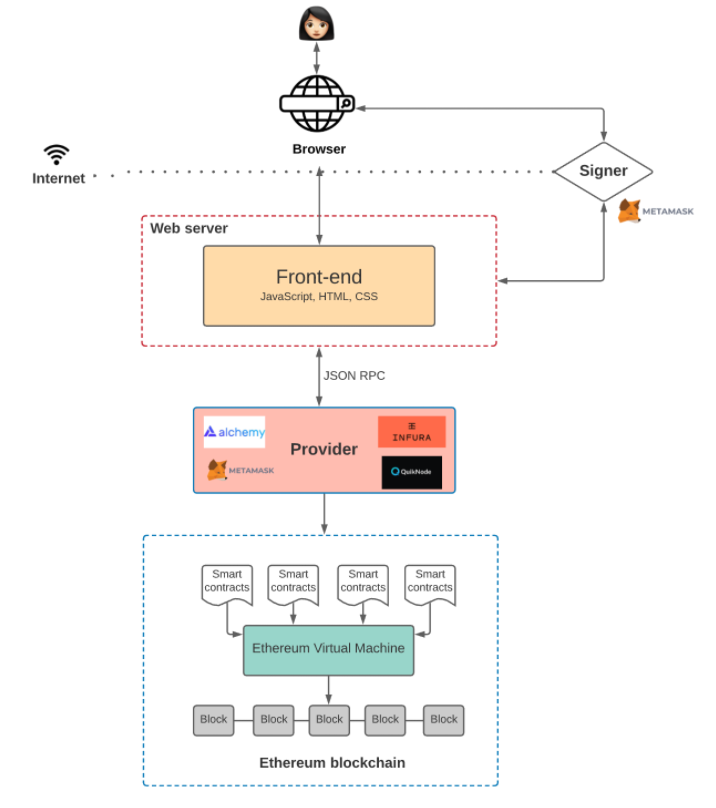 Browser
Internet
Signer
METAMASK
Web server
Front-end
JavaScript, HTML, CSS
JSON RPC
alchemy
Provider
INFURA
METAMASK
QuikNode
Smart
contracts
Smart
contracts
Smart
contracts
Smart
contracts
Ethereum Virtual Machine
Block
Block
Block
Block
Block
Ethereum blockchain